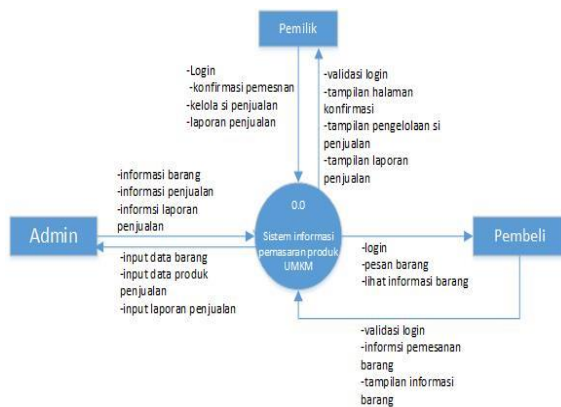 Pemilik
-Login
-konfirmasi pemesnan
-kelola si penjualan
-laporan penjualan
-validasi login
-tampilan halaman
konfirmasi
-tampilan pengelolaan si
penjualan
-tampilan laporan
penjualan
-informasi barang
-informasi penjualan
-informsi laporan
penjualan
Admin
-input data barang
-input data produk
penjualan
-input laporan penjualan
0.0
Sistem informasi
pemasaran produk
UMKM
Pembeli
-login
-pesan barang
-lihat informasi barang
-validasi login
-informsi pemesanan
barang
-tampilan informasi
barang